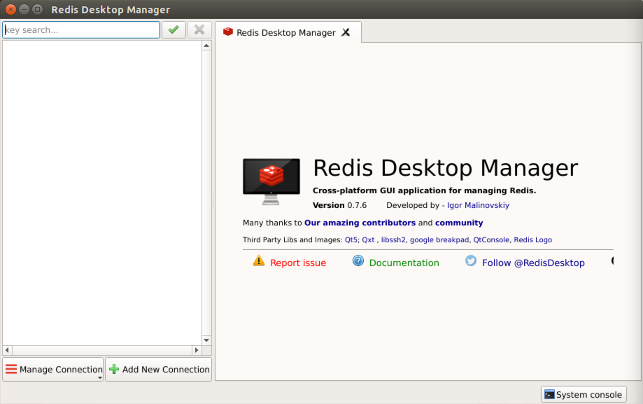 Redis Desktop Manager
key search...
Redis Desktop Manager
Redis Desktop Manager
Cross-platform GUI application for managing Redis.
Version 0.7.6 Developed by - Igor Malinovskiy
Many thanks to Our amazing contributors and community
Third Party Libs and Images: Qt5; Qxt , libssh2, google breakpad, QtConsole, Redis Logo
Report issue Documentation Follow @RedisDesktop
Manage Connection Add New Connection
System console